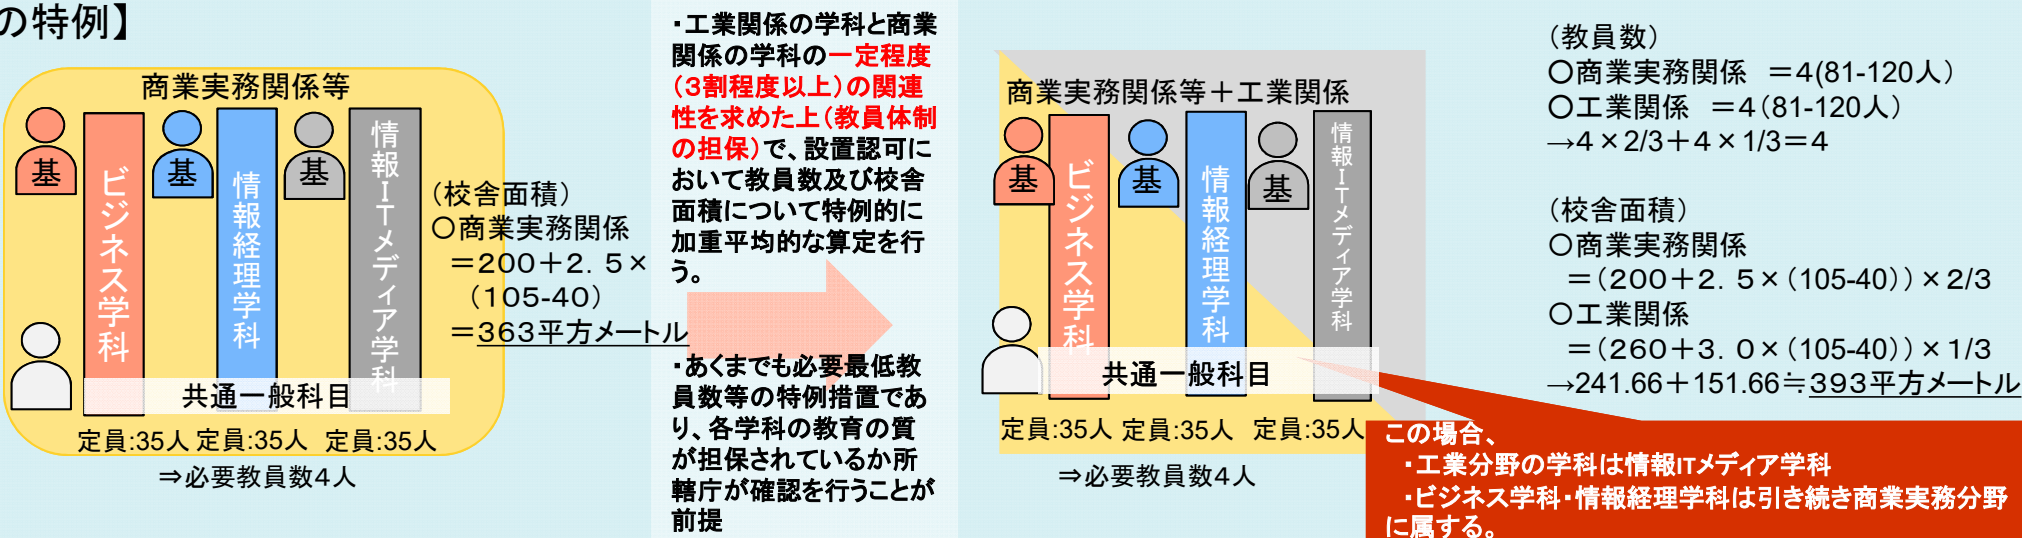 の特例】
商業実務関係等
基
基
基
ビジネス学科
情報経理学科
情報ITメディア学科
共通一般科目
定員:35人 定員:35人 定員:35人
⇒必要教員数4人
（校舎面積）
○商業実務関係
＝200＋2．5×
（105-40）
＝363平方メートル
・工業関係の学科と商業
関係の学科の一定程度
（3割程度以上）の関連
性を求めた上（教員体制
の担保）で、設置認可に
おいて教員数及び校舎
面積について特例的に
加重平均的な算定を行
う。
・あくまでも必要最低教
員数等の特例措置であ
り、各学科の教育の質
が担保されているか所
轄庁が確認を行うことが
前提
商業実務関係等＋工業関係
基
基
基
ビジネス学科
情報経理学科
情報ITメディア学科
共通一般科目
定員:35人 定員:35人 定員:35人
⇒必要教員数4人
（教員数）
○商業実務関係 ＝4(81-120人）
○工業関係 ＝4（81-120人）
→4×2/3＋4×1/3＝4
（校舎面積）
○商業実務関係
＝（200＋2．5×（105-40））×2/3
○工業関係
＝（260＋3．0×（105-40））×1/3
→241.66＋151.66≒393平方メートル
この場合、
・工業分野の学科は情報ITメディア学科
・ビジネス学科・情報経理学科は引き続き商業実務分野
に属する。